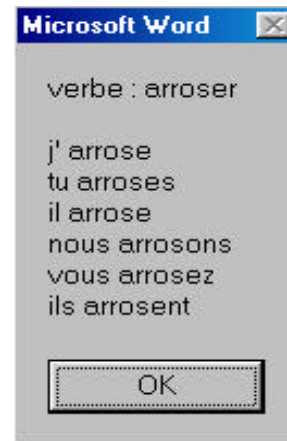 Microsoft Word
verbe : arroser
j' arrose
tu arroses
il arrose
nous arrosons
vous arrosez
ils arrosent
OK